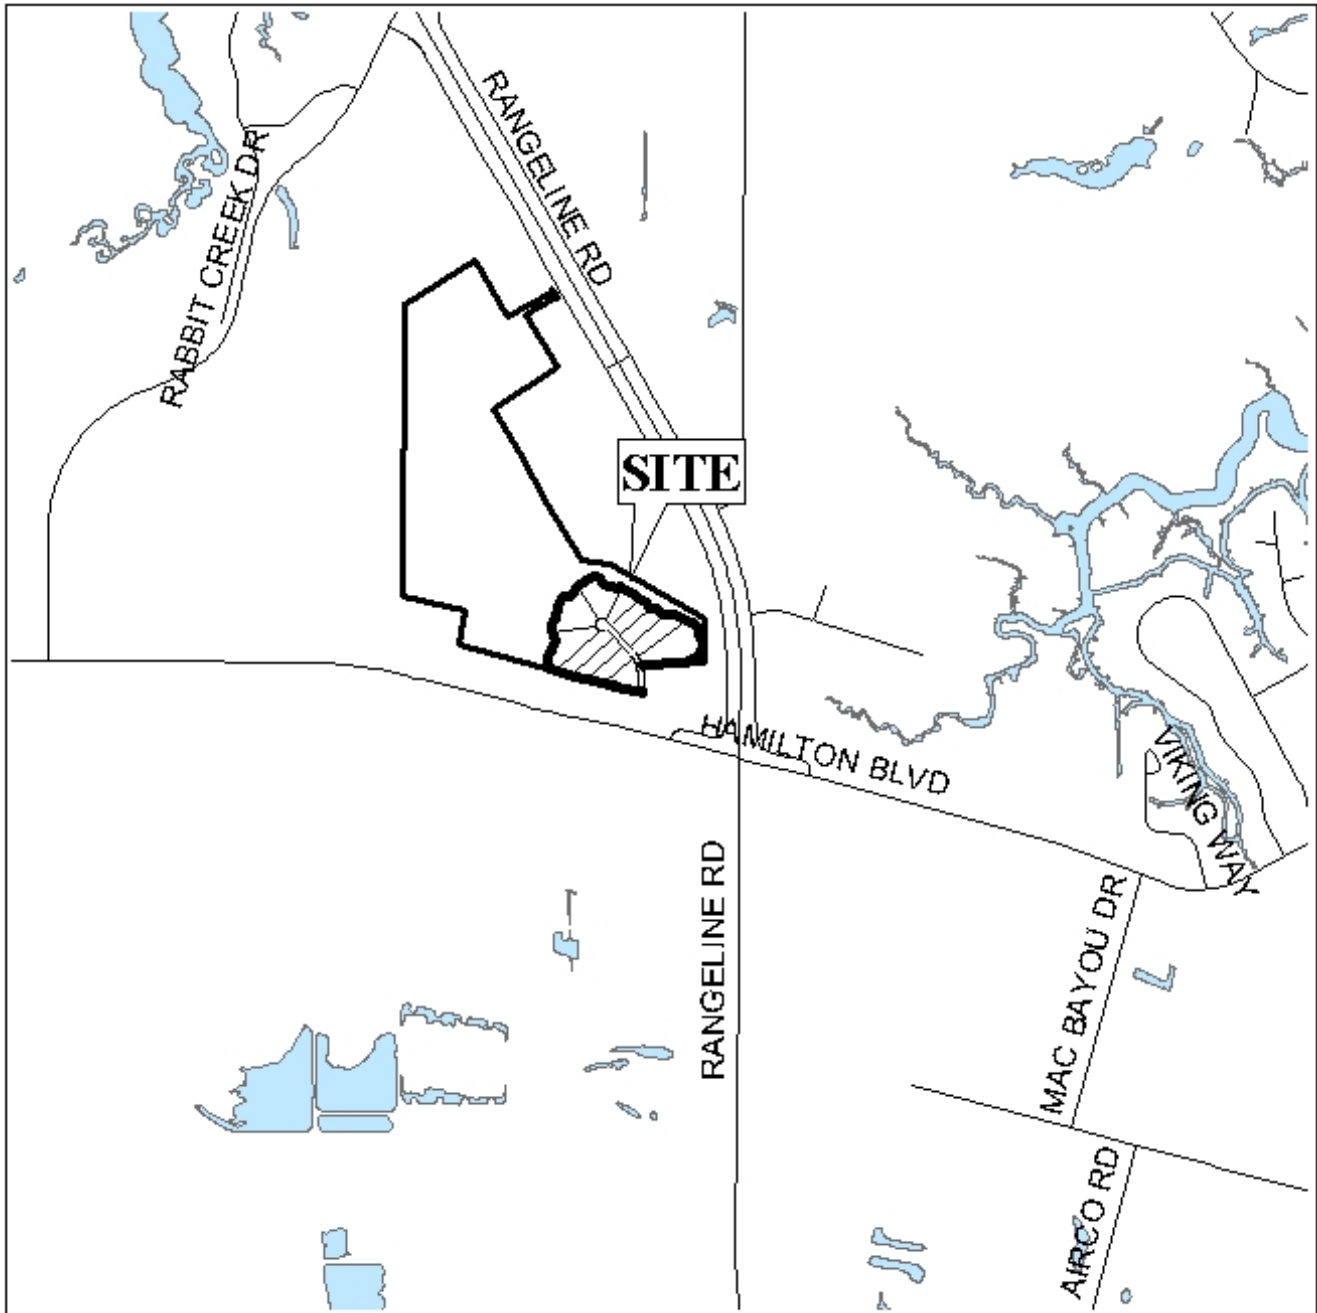 RANGELINE RD
RABBIT CREEK DR
SITE
HAMILTON BLVD
VIKING WAY
RANGELINE RD
MAC BAYOU DR
AIRCO RD